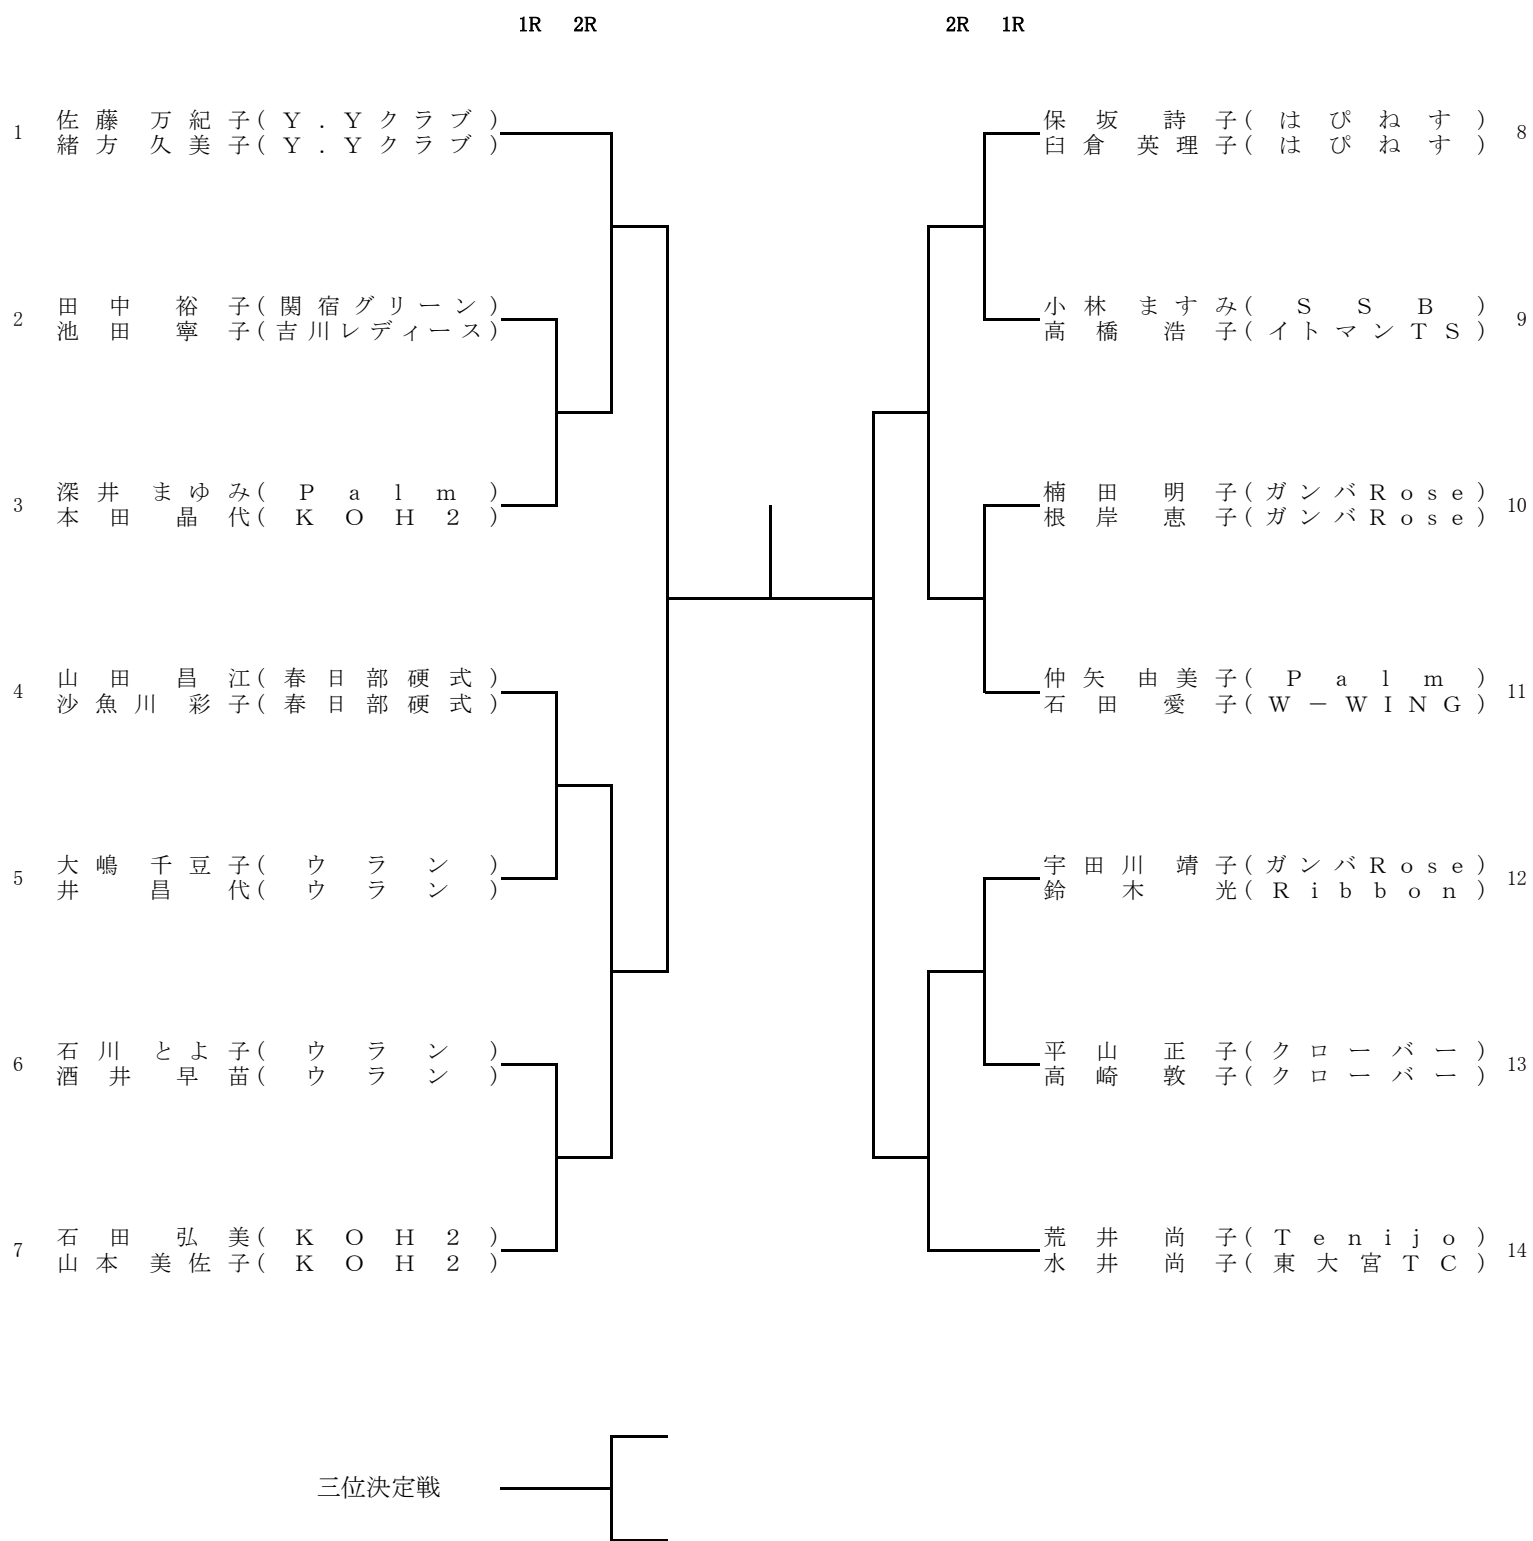 1R 2R 2R 1R
1 佐藤 万紀子(Y.Yクラブ)
緒方 久美子(Y.Yクラブ)
2 田中 裕子(関宿グリーン)
池田 寧子(吉川レディース)
3 深井 まゆみ(Palm)
本田 晶代(KOH2)
4 山田 昌江(春日部硬式)
沙魚川 彩子(春日部硬式)
5 大嶋 千豆子(ウラン)
井 昌代(ウラン)
6 石川 とよ子(ウラン)
酒井 早苗(ウラン)
7 石田 弘美(KOH2)
山本 美佐子(KOH2)
保坂 詩子(はぴねす) 8
臼倉 英理子(はぴねす)
小林 ますみ(SSB) 9
高橋 浩子(イトマンTS)
楠田 明子(ガンバRose) 10
根岸 恵子(ガンバRose)
仲矢 由美子(Palm) 11
石田 愛子(W－WING)
宇田川 靖子(ガンバRose) 12
鈴木 光(Ribbon)
平山 正子(クローバー) 13
高崎 敦子(クローバー)
荒井 尚子(Tenijo) 14
水井 尚子(東大宮TC)
三位決定戦